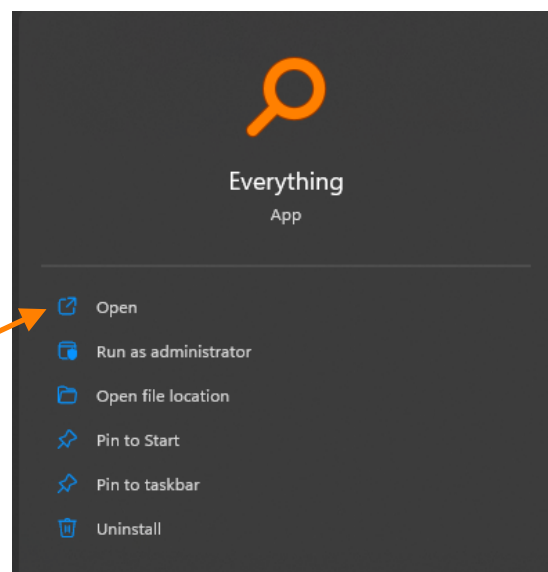 Everything
App
Open
Run as administrator
Open file location
Pin to Start
Pin to taskbar
Uninstall